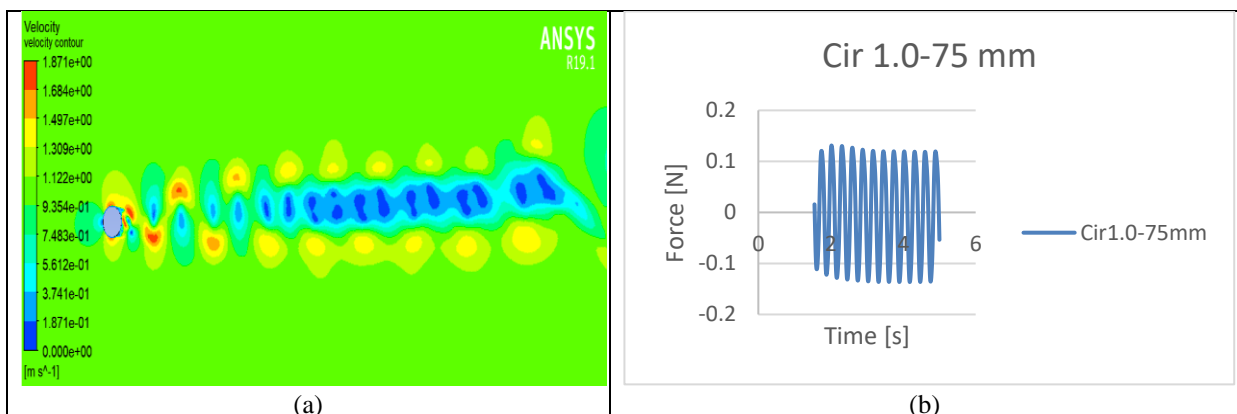 Velocity
velocity contour
1.871e+00
1.684e+00
1.497e+00
1.309e+00
1.122e+00
9.354e-01
7.483e-01
5.612e-01
3.741e-01
1.871e-01
0.000e+00
[m s^-1]
ANSYS
R19.1
(a)
Cir 1.0-75 mm
Force [N]
0.2
0.1
0
-0.1
-0.2
0 2 4 6
Time [s]
Cir1.0-75mm
(b)